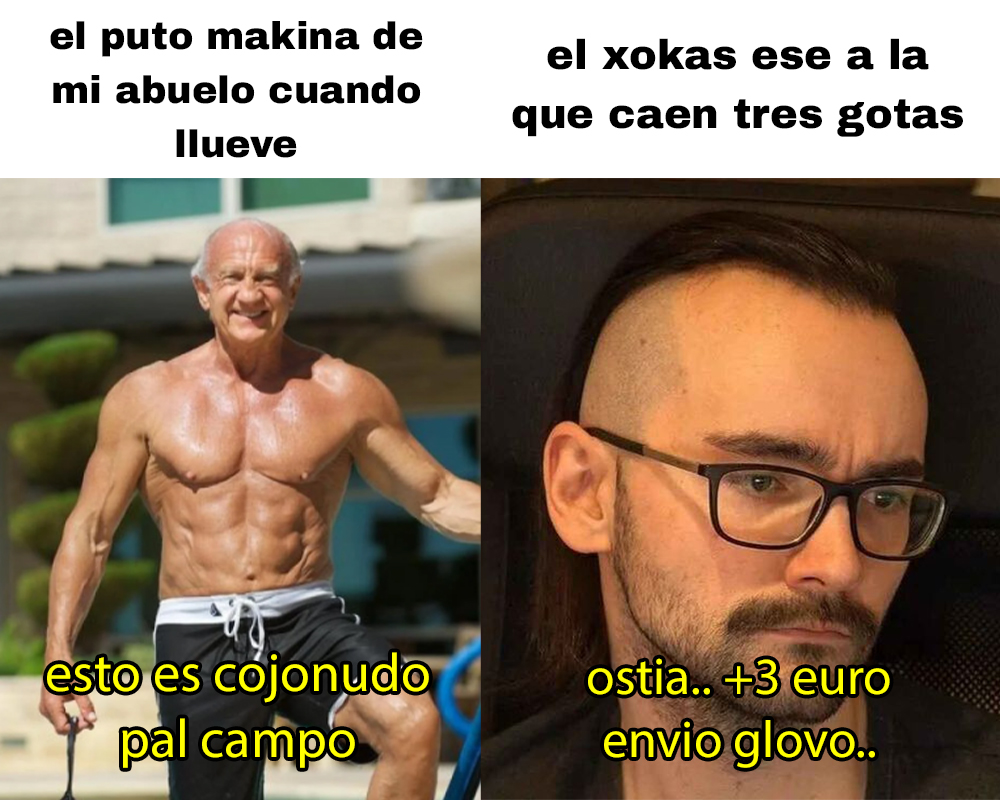 el puto makina de
mi abuelo cuando
llueve
el xokas ese a la
que caen tres gotas
esto es cojonudo
pal campo
ostia.. +3 euro
envio glovo..